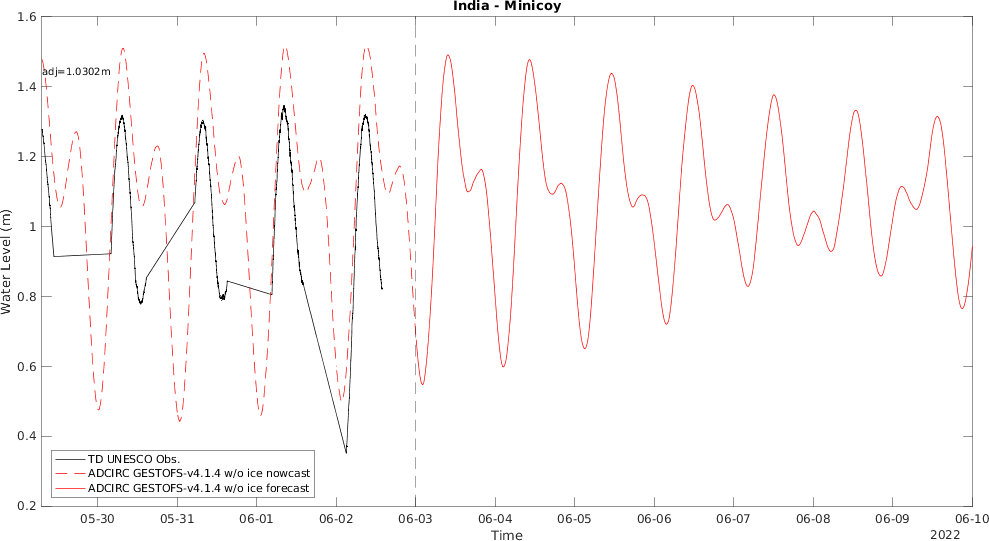 India - Minicoy
1.6
1.4
1.2
1
0.8
0.6
0.4
0.2
Water Level (m)
adj=1.0302m
TD UNESCO Obs.
ADCIRC GESTOFS-v4.1.4 w/o ice nowcast
ADCIRC GESTOFS-v4.1.4 w/o ice forecast
05-30 05-31 06-01 06-02 06-03 06-04 06-05 06-06 06-07 06-08 06-09 06-10
Time
2022